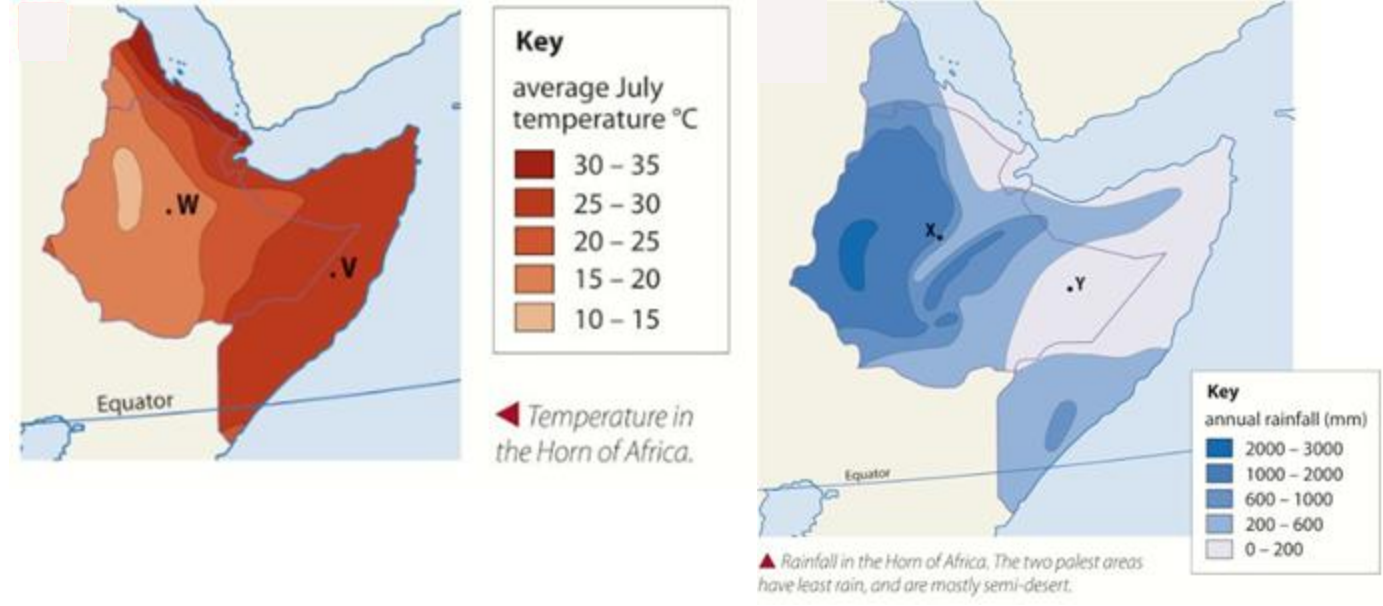 . W
. V
Equator
Key
average July
temperature °C
30 – 35
25 – 30
20 – 25
15 – 20
10 – 15
◀ Temperature in
the Horn of Africa.
X.
.Y
Equator
Key
annual rainfall (mm)
2000 – 3000
1000 – 2000
600 – 1000
200 – 600
0 – 200
▲ Rainfall in the Horn of Africa. The two palest areas
have least rain, and are mostly semi-desert.